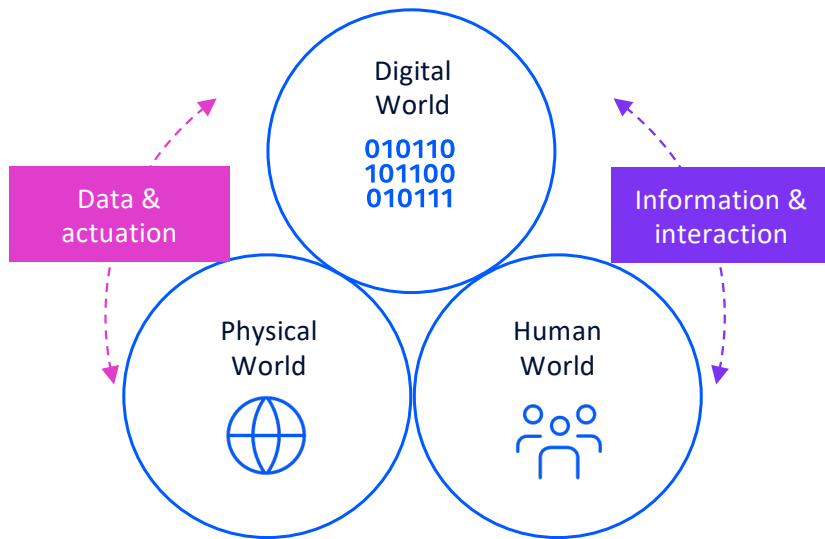 Digital
World
010110
101100
010111
Data &
actuation
Information &
interaction
Physical
World
Human
World